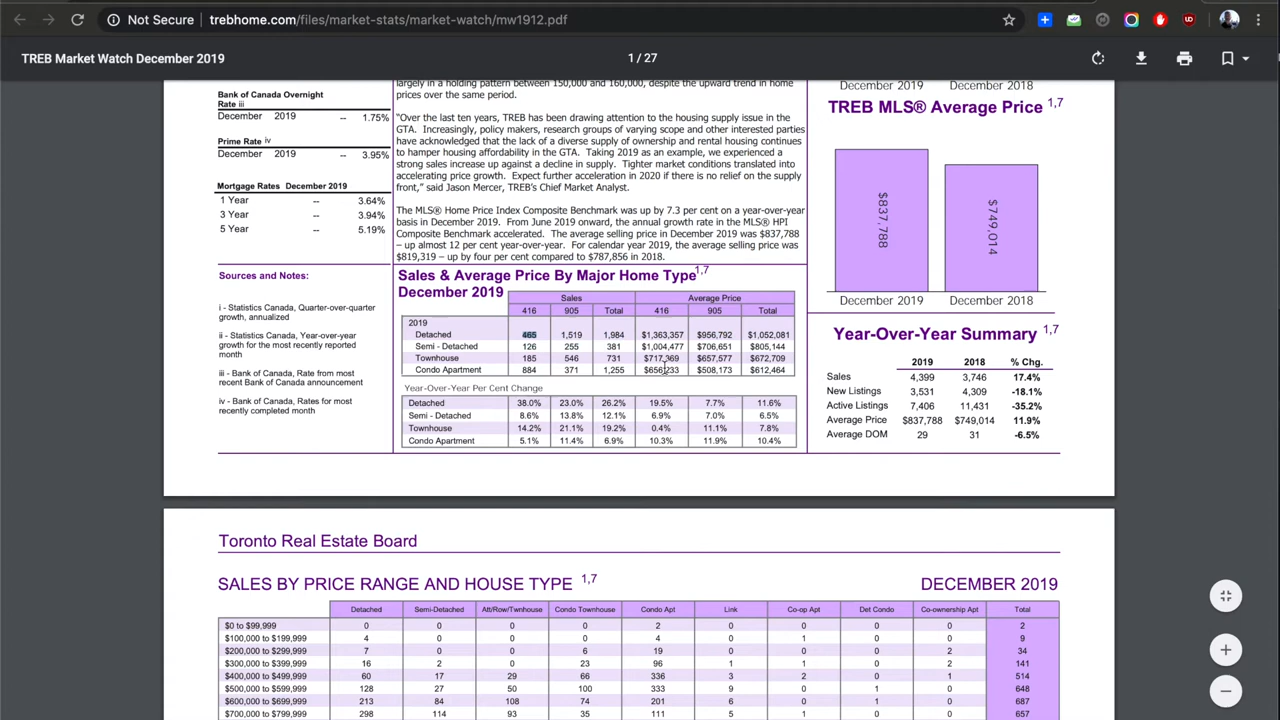 Not Secure trebhome.com/files/market-stats/market-watch/mw1912.pdf
TREB Market Watch December 2019
1 / 27
Bank of Canada Overnight
Rate iii
December 2019 -- 1.75%
Prime Rate iv
December 2019 -- 3.95%
Mortgage Rates December 2019
1 Year -- 3.64%
3 Year -- 3.94%
5 Year -- 5.19%
Sources and Notes:
i - Statistics Canada, Quarter-over-quarter
growth, annualized
ii - Statistics Canada, Year-over-year
growth for the most recently reported
month
iii - Bank of Canada, Rate from most
recent Bank of Canada announcement
iv - Bank of Canada, Rates for most
recently completed month
largely in a holding pattern between 150,000 and 160,000, despite the upward trend in home
prices over the same period.
"Over the last ten years, TREB has been drawing attention to the housing supply issue in the
GTA. Increasingly, policy makers, research groups of varying scope and other interested parties
have acknowledged that the lack of a diverse supply of ownership and rental housing continues
to hamper housing affordability in the GTA. Taking 2019 as an example, we experienced a
strong sales increase up against a decline in supply. Tighter market conditions translated into
accelerating price growth. Expect further acceleration in 2020 if there is no relief on the supply
front," said Jason Mercer, TREB's Chief Market Analyst.
The MLS® Home Price Index Composite Benchmark was up by 7.3 per cent on a year-over-year
basis in December 2019. From June 2019 onward, the annual growth rate in the MLS® HPI
Composite Benchmark accelerated. The average selling price in December 2019 was $837,788
– up almost 12 per cent year-over-year. For calendar year 2019, the average selling price was
$819,319 – up by four per cent compared to $787,856 in 2018.
Sales & Average Price By Major Home Type 1,7
December 2019
Sales Average Price
416 905 Total 416 905 Total
2019
Detached 465 1,519 1,984 $1,363,357 $956,792 $1,052,081
Semi - Detached 126 255 381 $1,004,477 $706,651 $805,144
Townhouse 185 546 731 $717,369 $657,577 $672,709
Condo Apartment 884 371 1,255 $656,233 $508,173 $612,464
Year-Over-Year Per Cent Change
Detached 38.0% 23.0% 26.2% 19.5% 7.7% 11.6%
Semi - Detached 8.6% 13.8% 12.1% 6.9% 7.0% 6.5%
Townhouse 14.2% 21.1% 19.2% 0.4% 11.1% 7.8%
Condo Apartment 5.1% 11.4% 6.9% 10.3% 11.9% 10.4%
December 2019 December 2018
TREB MLS® Average Price 1,7
$837,788
$749,014
December 2019 December 2018
Year-Over-Year Summary 1,7
2019 2018 % Chg.
Sales 4,399 3,746 17.4%
New Listings 3,531 4,309 -18.1%
Active Listings 7,406 11,431 -35.2%
Average Price $837,788 $749,014 11.9%
Average DOM 29 31 -6.5%
Toronto Real Estate Board
SALES BY PRICE RANGE AND HOUSE TYPE 1,7 DECEMBER 2019
Detached Semi-Detached Att/Row/Twnhouse Condo Townhouse Condo Apt Link Co-op Apt Det Condo Co-ownership Apt Total
$0 to $99,999 0 0 0 0 2 0 0 0 0 2
$100,000 to $199,999 4 0 0 0 4 0 1 0 0 9
$200,000 to $299,999 7 0 0 6 19 0 0 0 2 34
$300,000 to $399,999 16 2 0 23 96 1 1 0 2 141
$400,000 to $499,999 60 17 29 66 336 3 2 0 1 514
$500,000 to $599,999 128 27 50 100 333 9 0 1 0 648
$600,000 to $699,999 213 84 108 74 201 6 1 0 0 687
$700,000 to $799,999 298 114 93 35 111 5 1 0 0 657